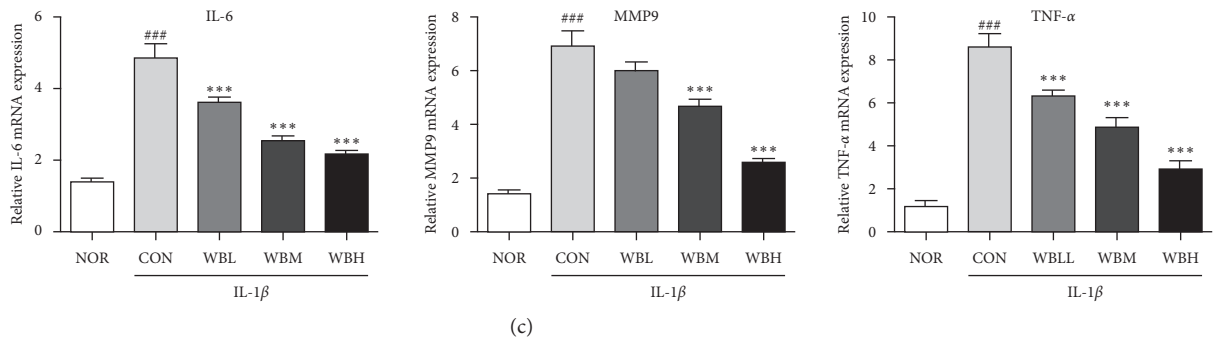 IL-6
Relative IL-6 mRNA expression
6
4
2
0
###
***
***
***
NOR
CON
WBL
WBM
WBH
IL-1β
MMP9
Relative MMP9 mRNA expression
8
6
4
2
0
###
***
***
NOR
CON
WBL
WBM
WBH
IL-1β
TNF-α
Relative TNF-α mRNA expression
10
8
6
4
2
0
###
***
***
***
NOR
CON
WBLL
WBM
WBH
IL-1β
(c)